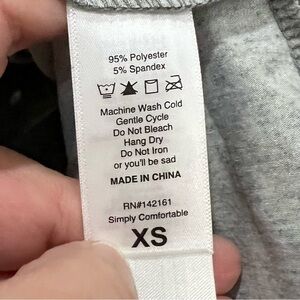 95% Polyester
5% Spandex
Machine Wash Cold
Gentle Cycle
Do Not Bleach
Hang Dry
Do Not Iron
or you'll be sad
MADE IN CHINA
RN#142161
Simply Comfortable
XS